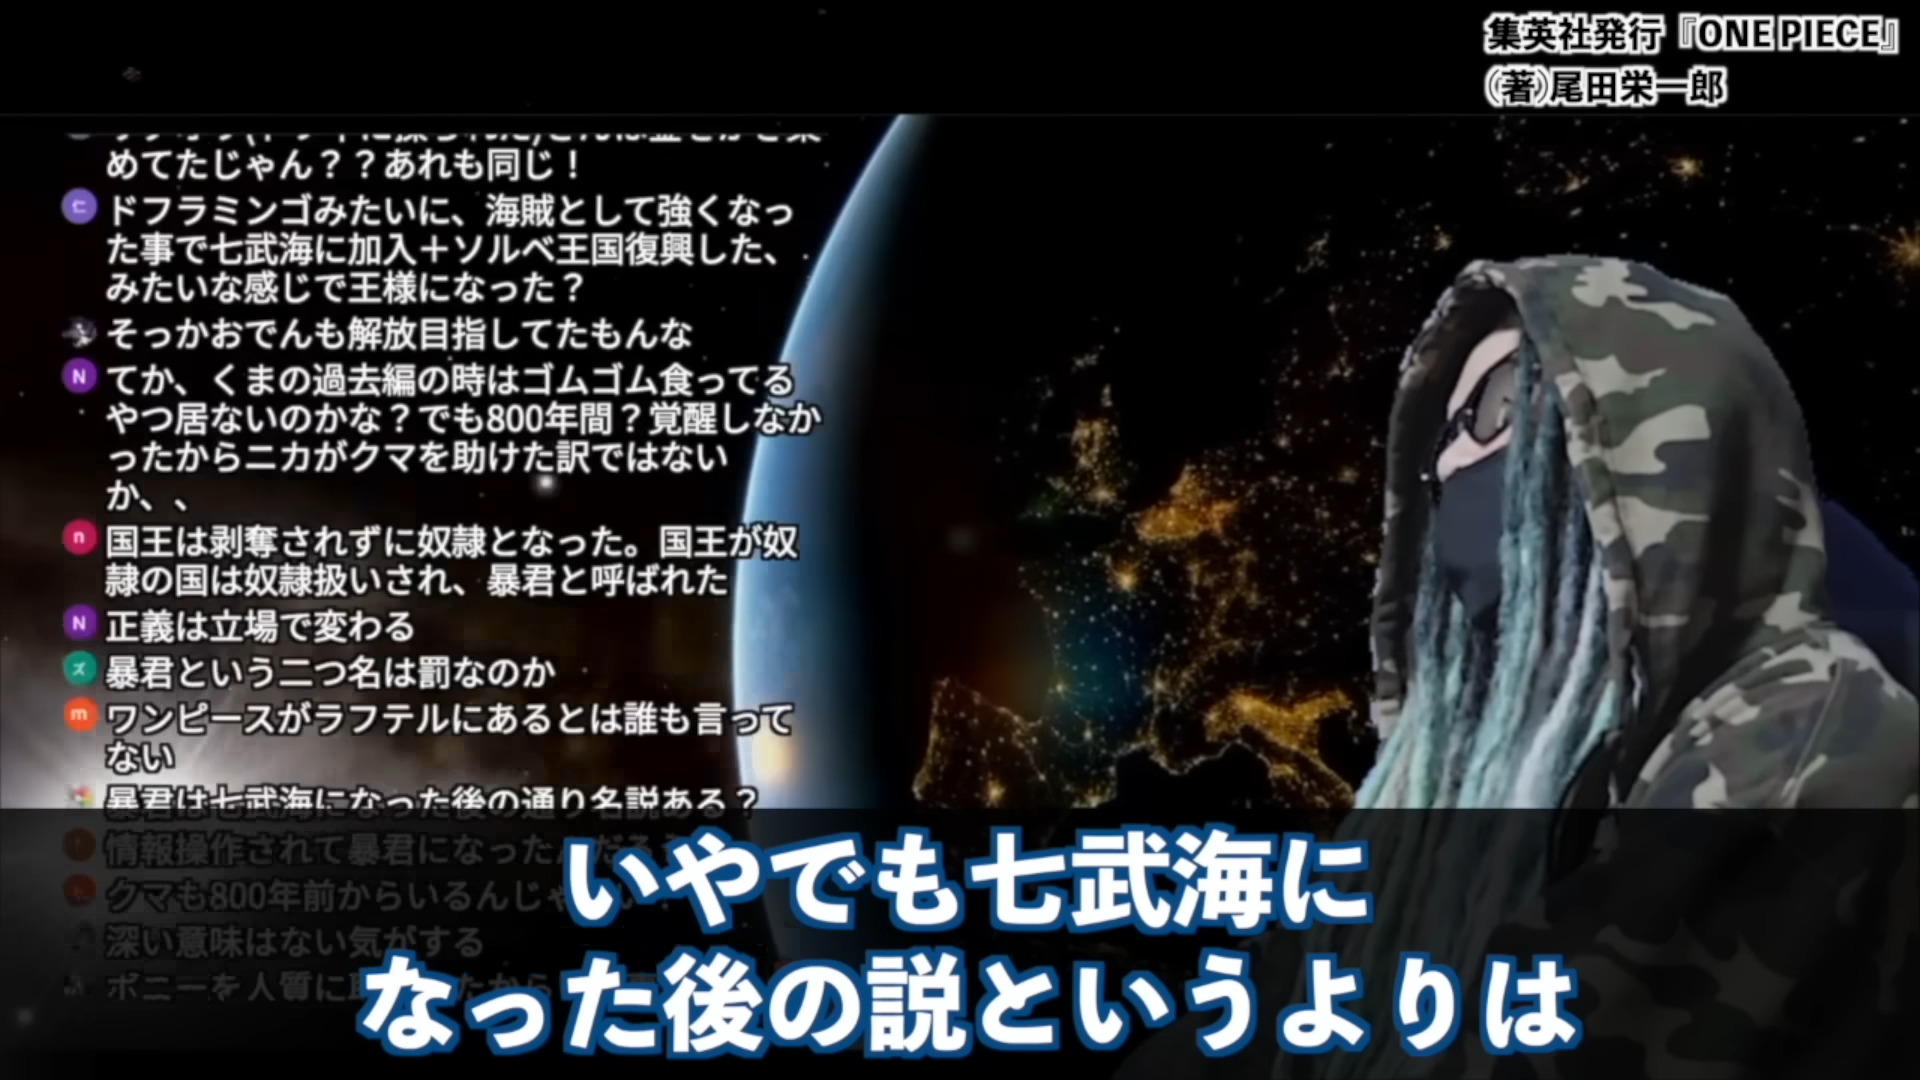 集英社発行『ONE PIECE』
(著)尾田栄一郎
めてたじゃん？？あれも同じ！
ドフラミンゴみたいに、海賊として強くなっ
た事で七武海に加入＋ソルベ王国復興した、
みたいな感じで王様になった？
そっかおでんも解放目指してたもんな
N
てか、くまの過去編の時はゴムゴム食ってる
やつ居ないのかな？でも800年間？覚醒しなか
ったからニカがクマを助けた訳ではない
か、、
n
国王は剥奪されずに奴隷となった。国王が奴
隷の国は奴隷扱いされ、暴君と呼ばれた
N
正義は立場で変わる
ズ
暴君という二つ名は罰なのか
m
ワンピースがラフテルにあるとは誰も言って
ない
暴君は七武海になった後の通り名説ある？
情報操作されて暴君になった
クマも800年前からいるんじゃ
深い意味はない気がする
ボニーを人質に
いやでも七武海に
なった後の説というよりは